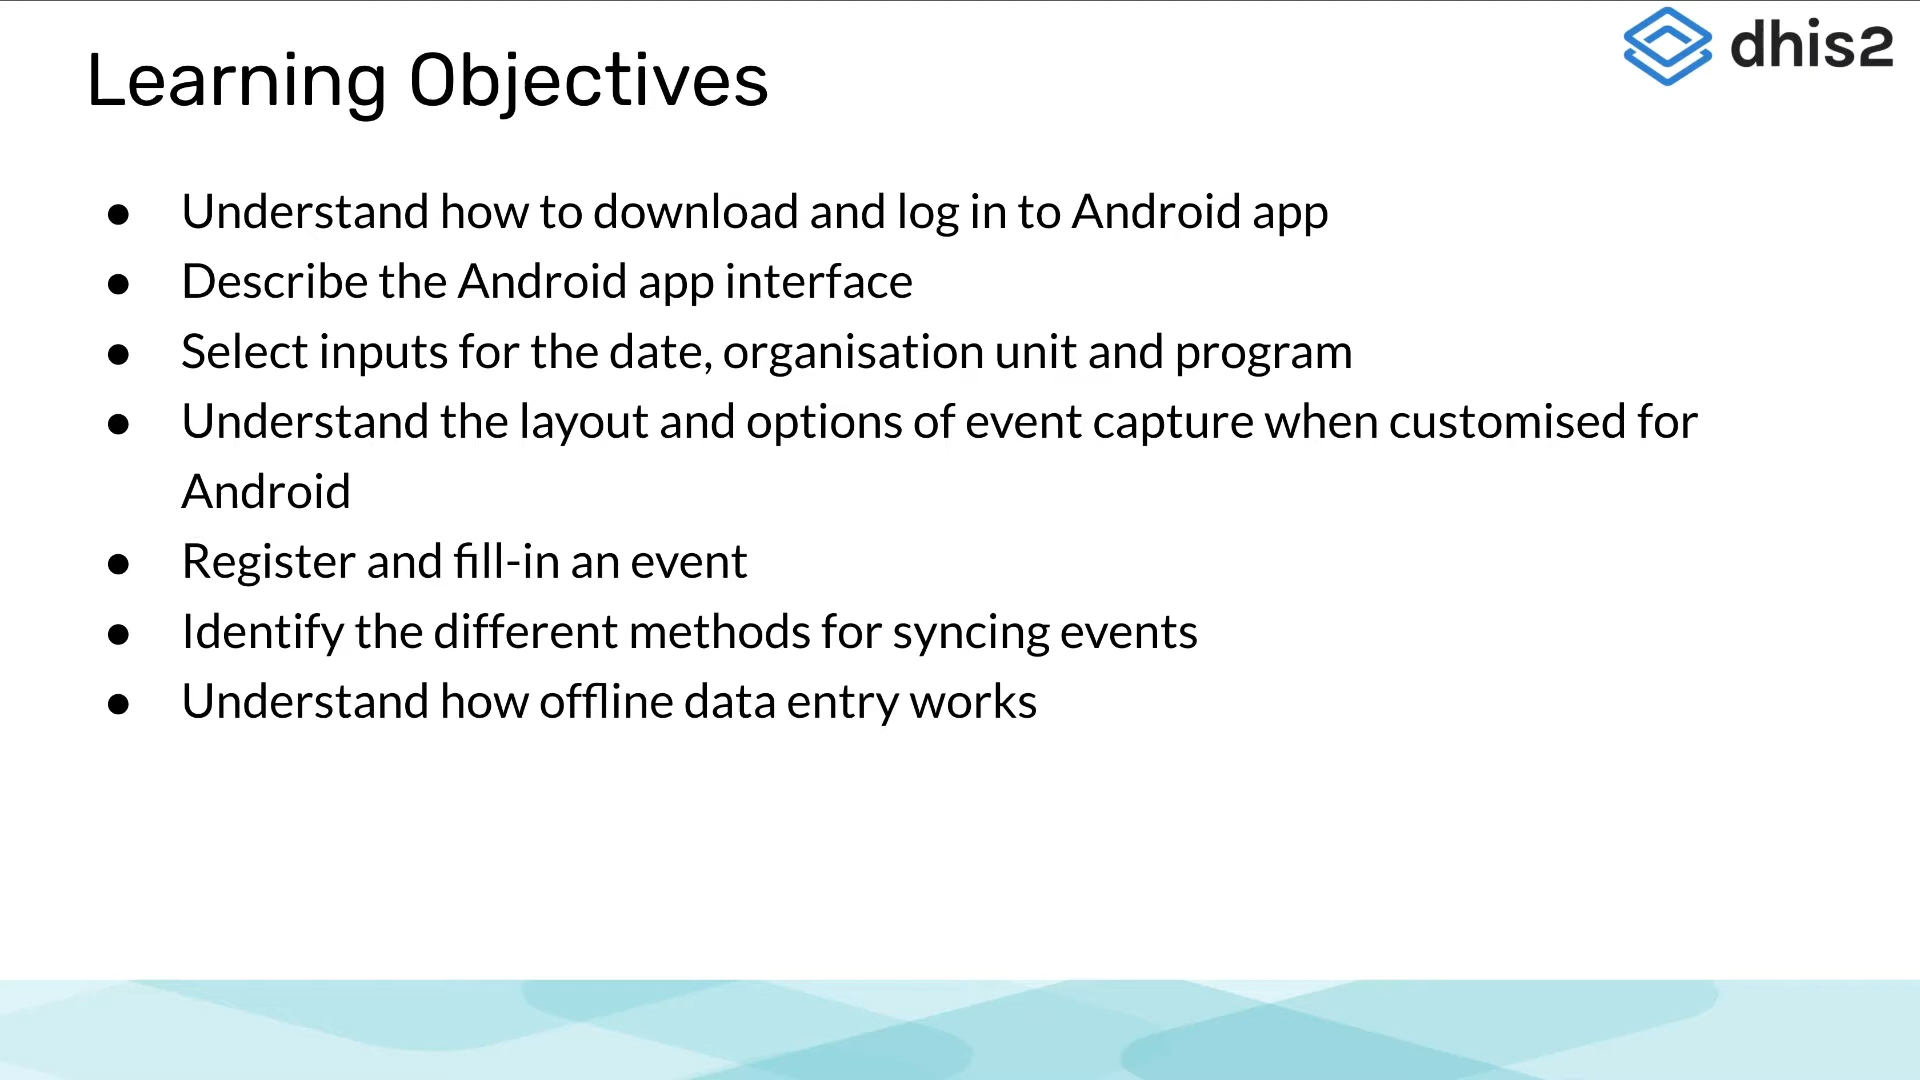 dhis2
Learning Objectives
● Understand how to download and log in to Android app
● Describe the Android app interface
● Select inputs for the date, organisation unit and program
● Understand the layout and options of event capture when customised for
Android
● Register and fill-in an event
● Identify the different methods for syncing events
● Understand how offline data entry works